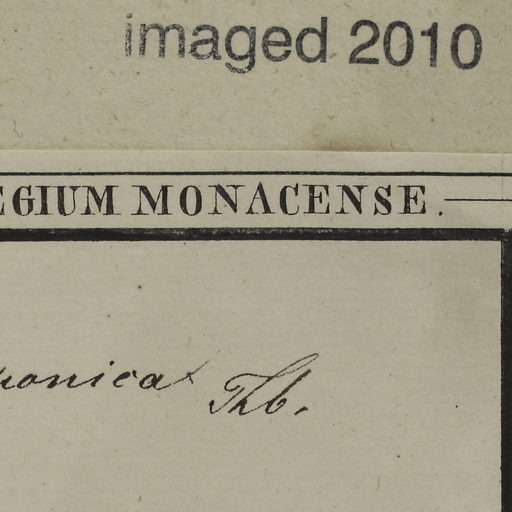 imaged 2010
EGIUM MONACENSE.
ponica Thb.